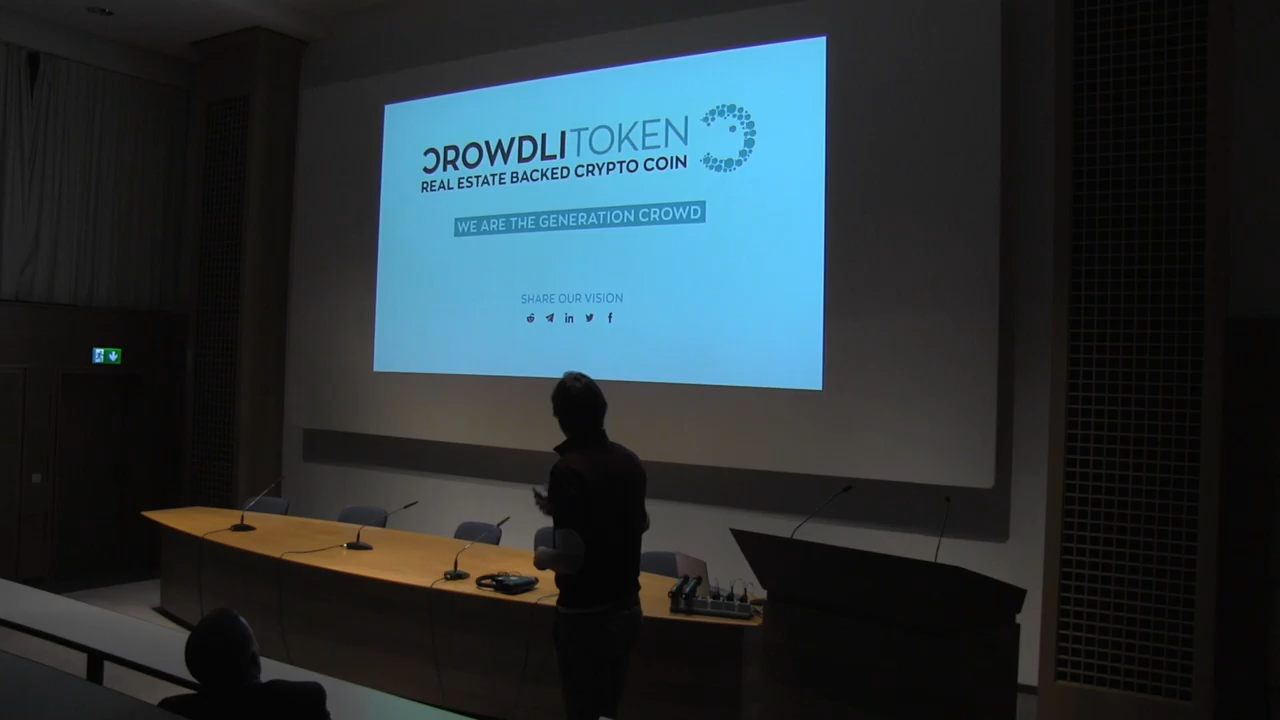 CROWDLITOKEN
REAL ESTATE BACKED CRYPTO COIN
WE ARE THE GENERATION CROWD
SHARE OUR VISION